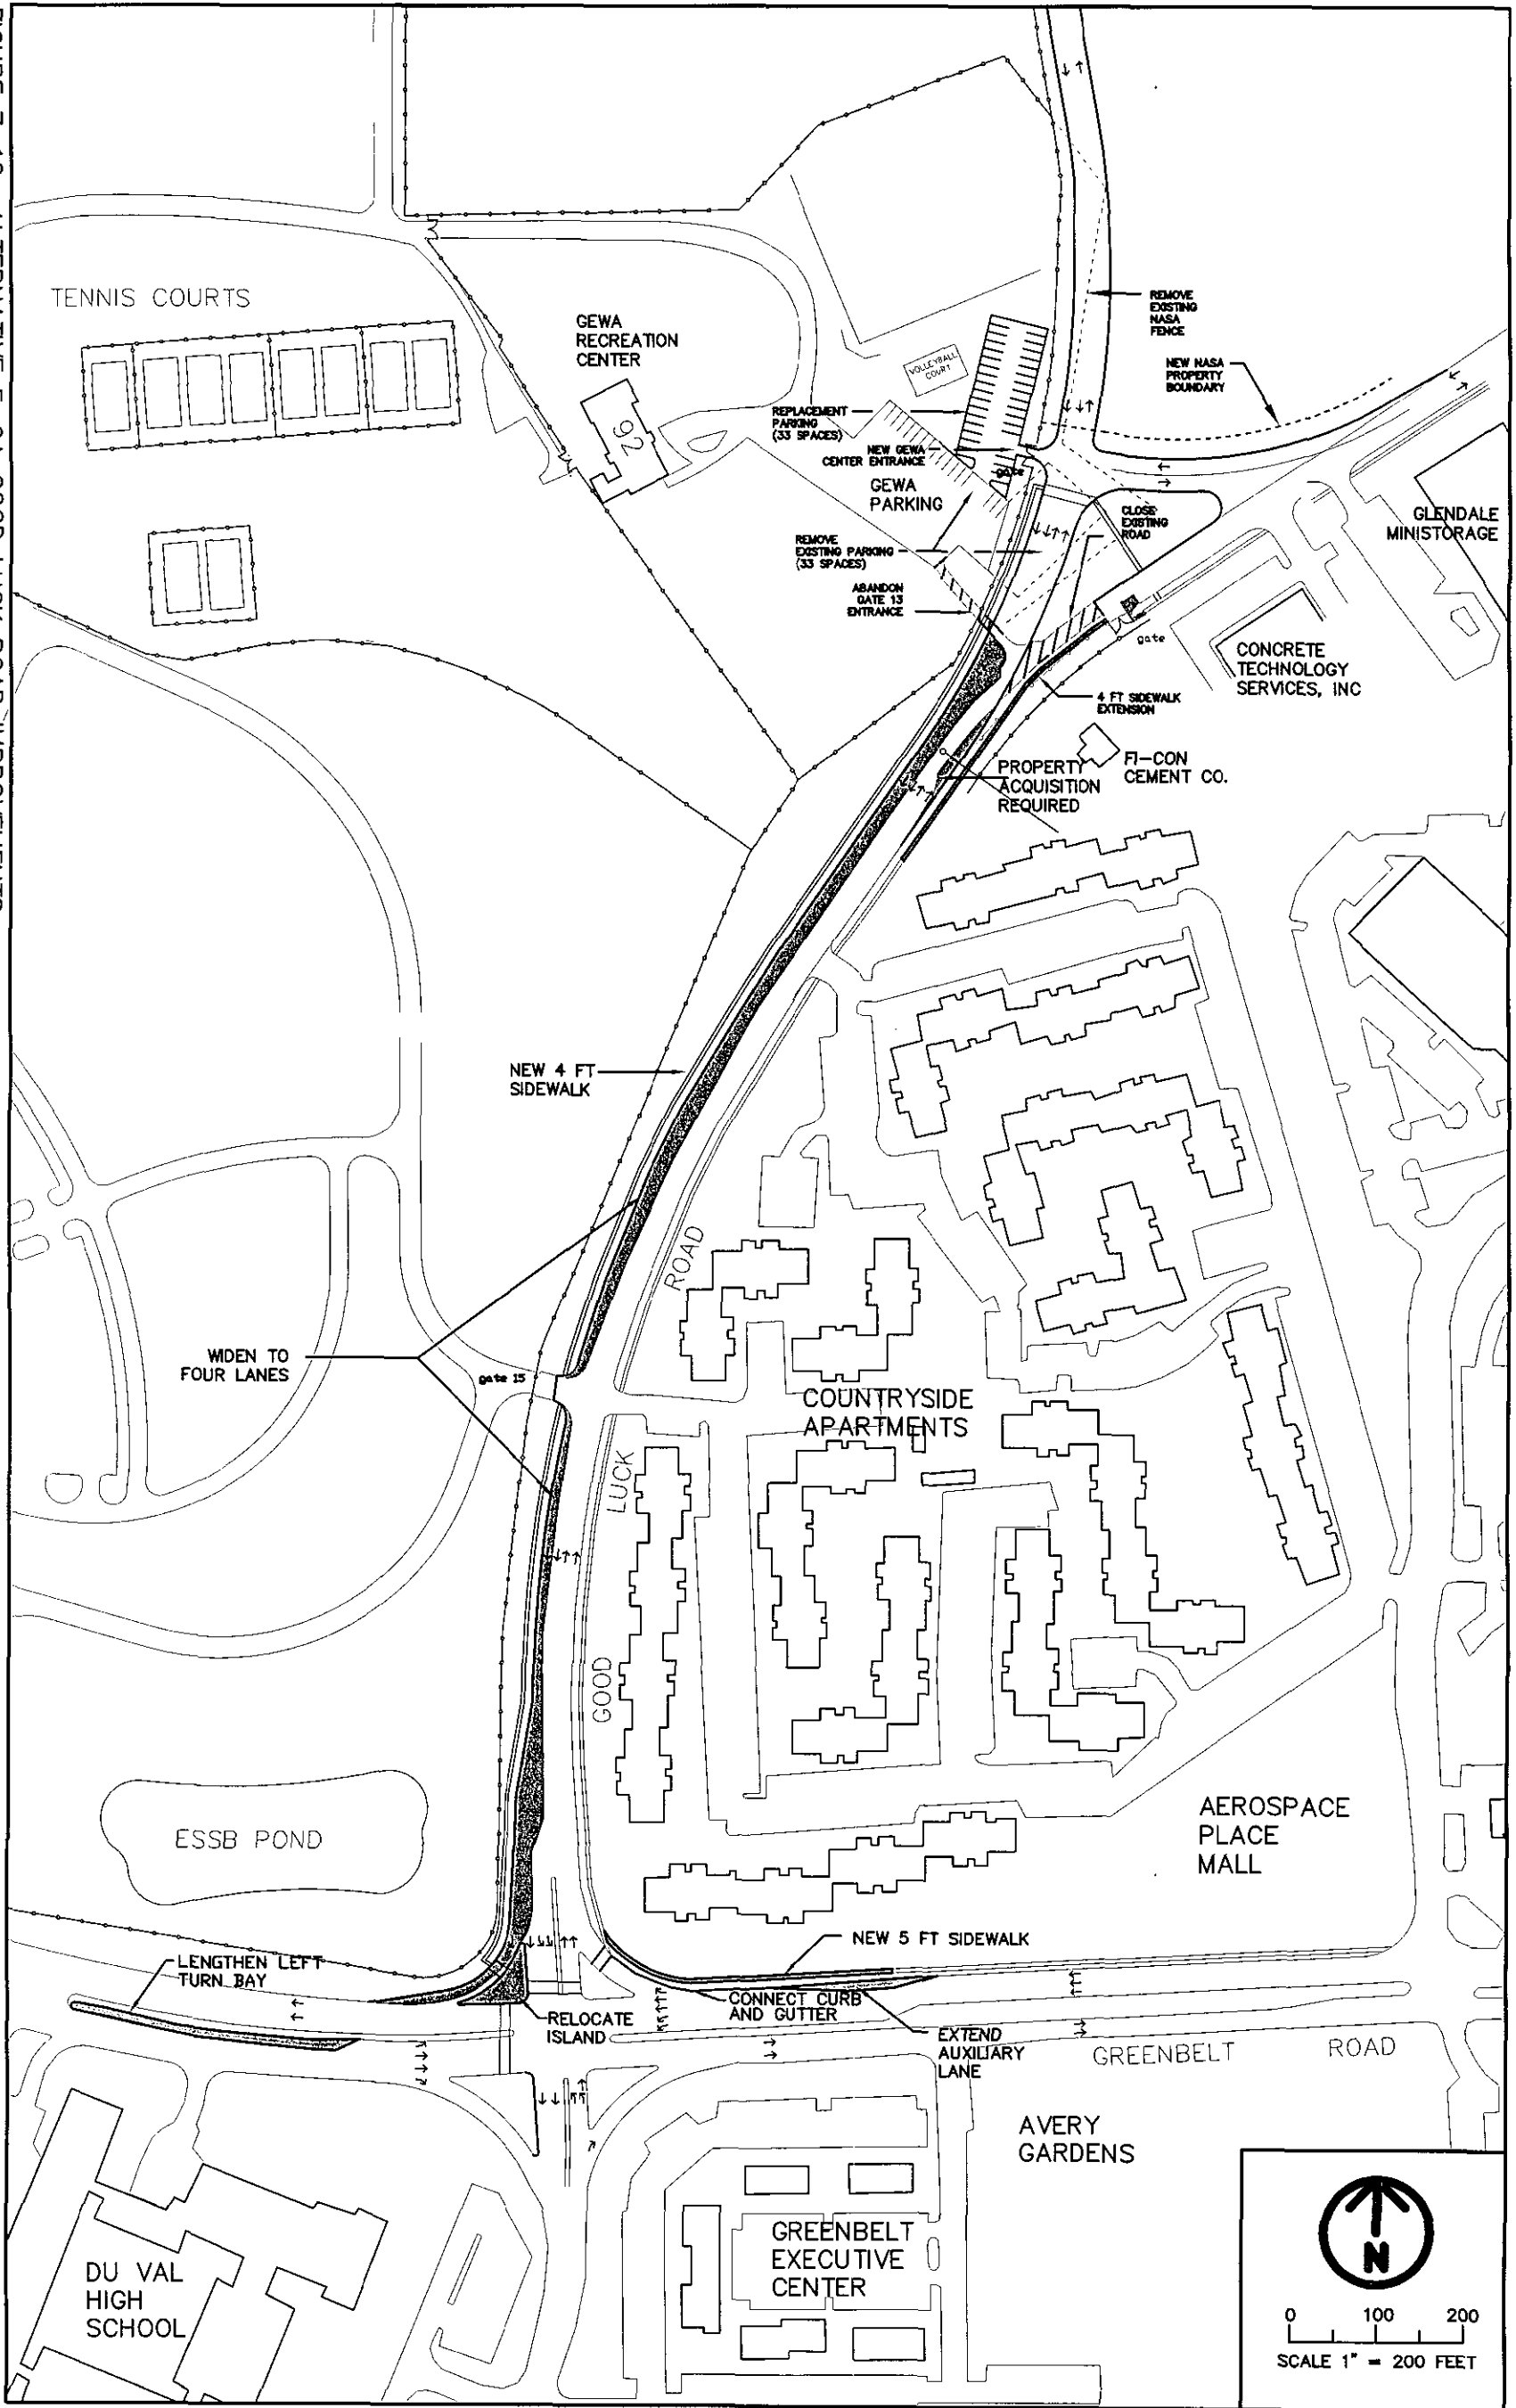 TENNIS COURTS
GEWA
RECREATION
CENTER
92
VOLLEYBALL
COURT
REMOVE
EXISTING
NASA
FENCE
NEW NASA
PROPERTY
BOUNDARY
REPLACEMENT
PARKING
(33 SPACES)
NEW GEWA
CENTER ENTRANCE
gate
GEWA
PARKING
CLOSE
EXISTING
ROAD
GLENDALE
MINISTORAGE
REMOVE
EXISTING PARKING
(33 SPACES)
ABANDON
GATE 13
ENTRANCE
gate
CONCRETE
TECHNOLOGY
SERVICES, INC
4 FT SIDEWALK
EXTENSION
FI-CON
CEMENT CO.
PROPERTY
ACQUISITION
REQUIRED
NEW 4 FT
SIDEWALK
ROAD
WIDEN TO
FOUR LANES
gate 15
COUNTRYSIDE
APARTMENTS
LUCK
GOOD
ESSB POND
AEROSPACE
PLACE
MALL
NEW 5 FT SIDEWALK
LENGTHEN LEFT
TURN BAY
RELOCATE
ISLAND
CONNECT CURB
AND GUTTER
EXTEND
AUXILIARY
LANE
GREENBELT ROAD
AVERY
GARDENS
DU VAL
HIGH
SCHOOL
GREENBELT
EXECUTIVE
CENTER
N
0 100 200
SCALE 1" = 200 FEET